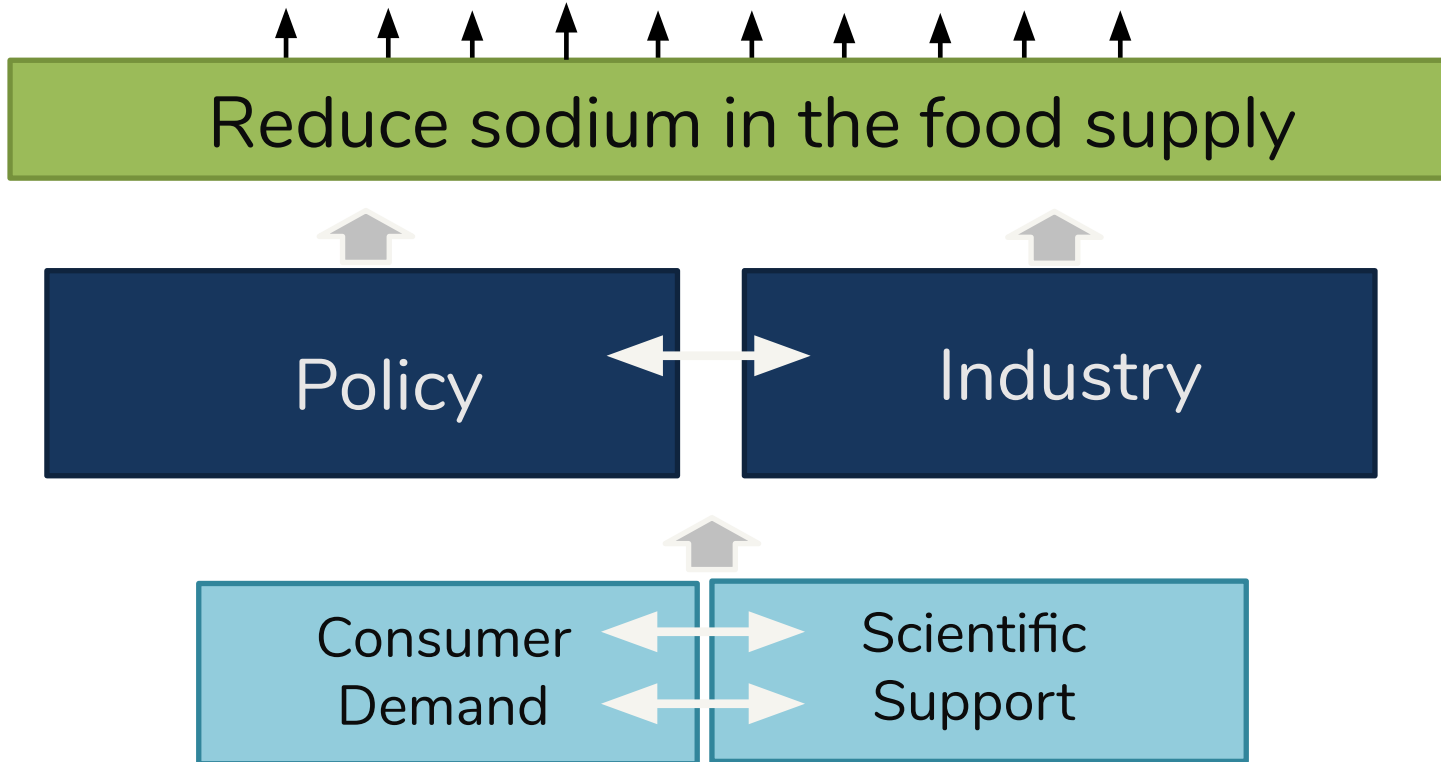 Reduce sodium in the food supply
Policy
Industry
Consumer
Demand
Scientific
Support